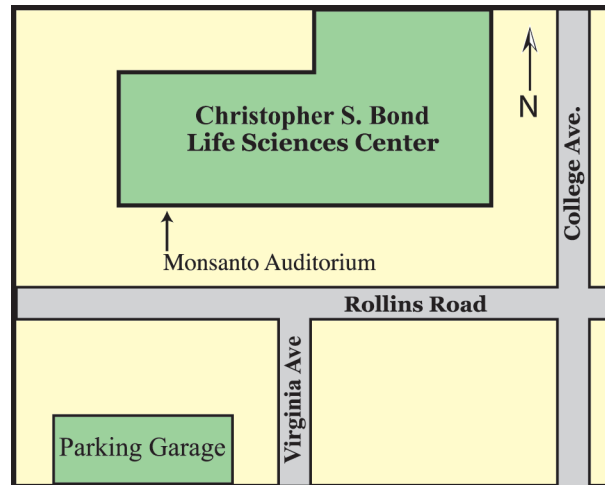 Christopher S. Bond
Life Sciences Center
N
College Ave.
Monsanto Auditorium
Rollins Road
Virginia Ave
Parking Garage